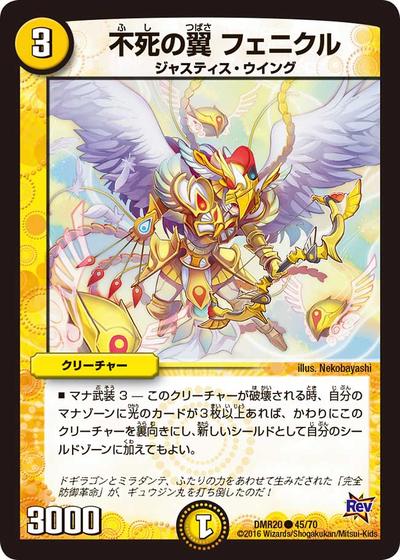 3
ふし つばさ
不死の翼 フェニクル
ジャスティス・ウイング
illus. Nekobayashi
クリーチャー
■ マナ武装 3 ― このクリーチャーが破壊される時、自分の
マナゾーンに光のカードが3枚以上あれば、かわりにこの
クリーチャーを裏向きにし、新しいシールドとして自分のシー
ルドゾーンに加えてもよい。
ドギラゴンとミラダンテ、ふたりの力をあわせて生みだした「完全
防御革命」が、ギュウジン丸を打ち倒したのだ!
3000
1
DMR20 ● 45/70
©2016 Wizards/Shogakukan/Mitsui-Kids
Rev